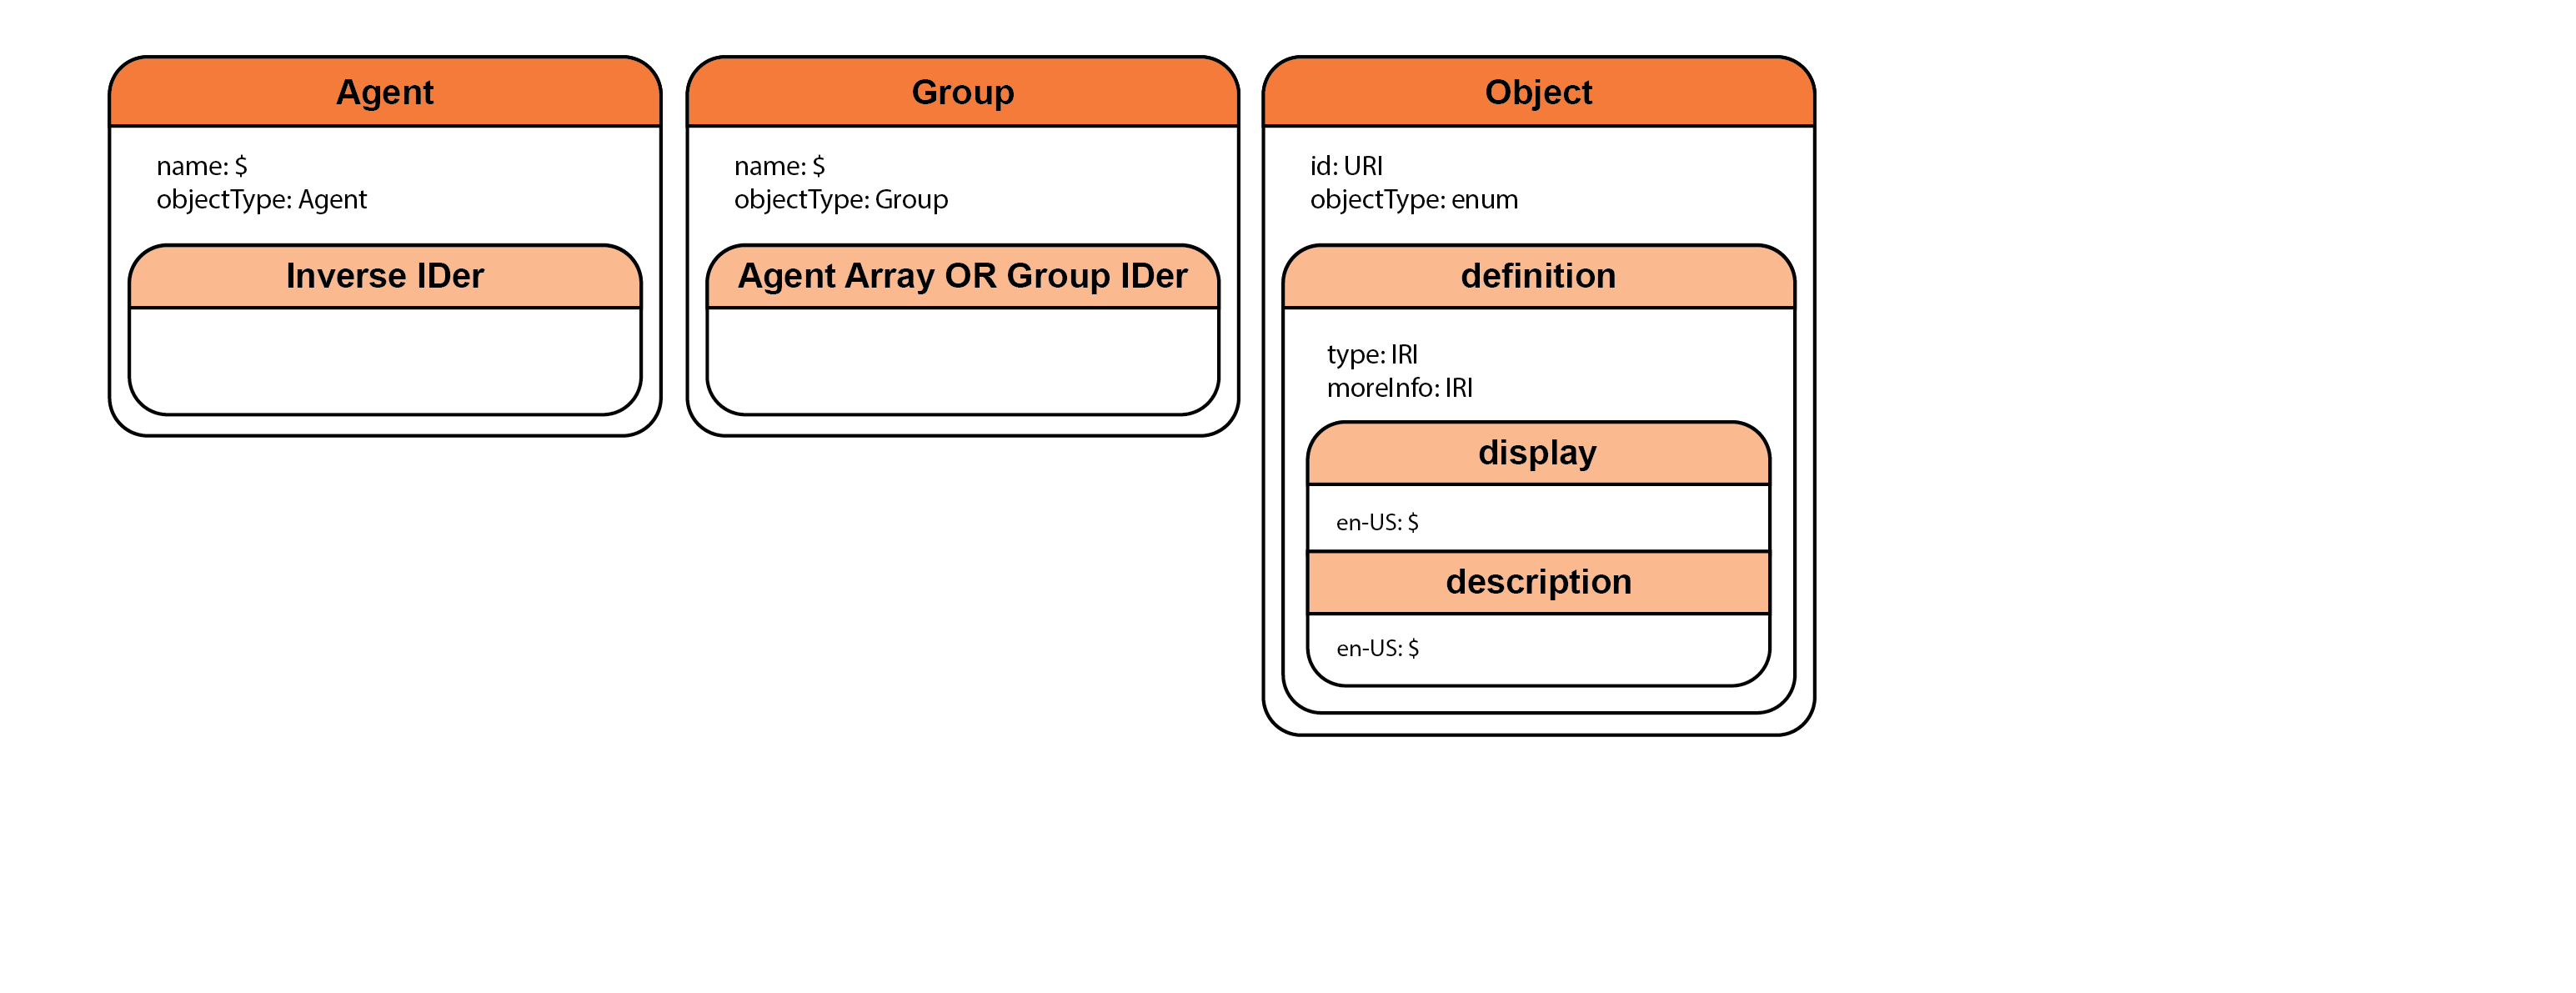 Agent
name: $
objectType: Agent
Inverse IDer
Group
name: $
objectType: Group
Agent Array OR Group IDer
Object
id: URI
objectType: enum
definition
type: IRI
moreInfo: IRI
display
en-US: $
description
en-US: $